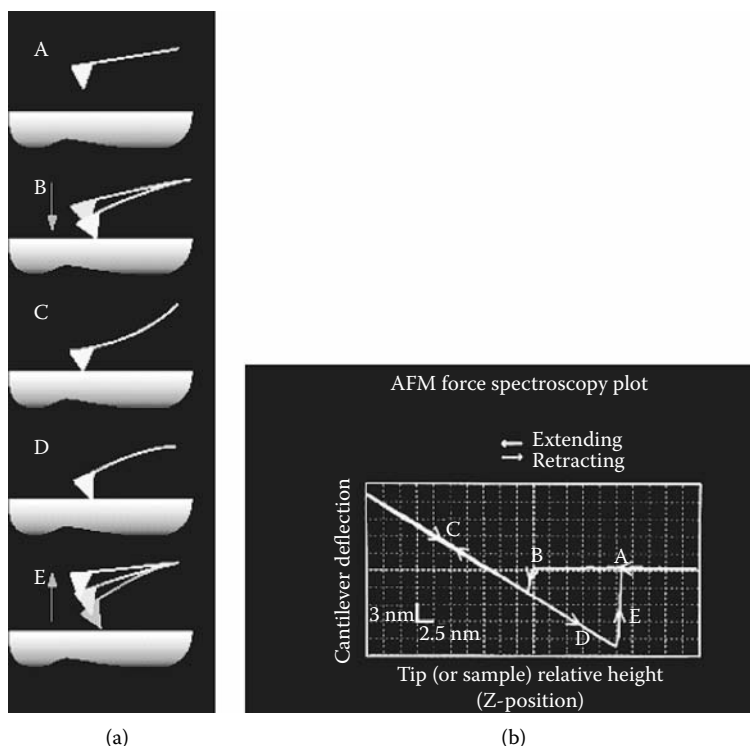 A
B
C
D
E
(a)
AFM force spectroscopy plot
Extending
Retracting
Cantilever deflection
C
B
A
3 nm
2.5 nm
D
E
Tip (or sample) relative height
(Z-position)
(b)